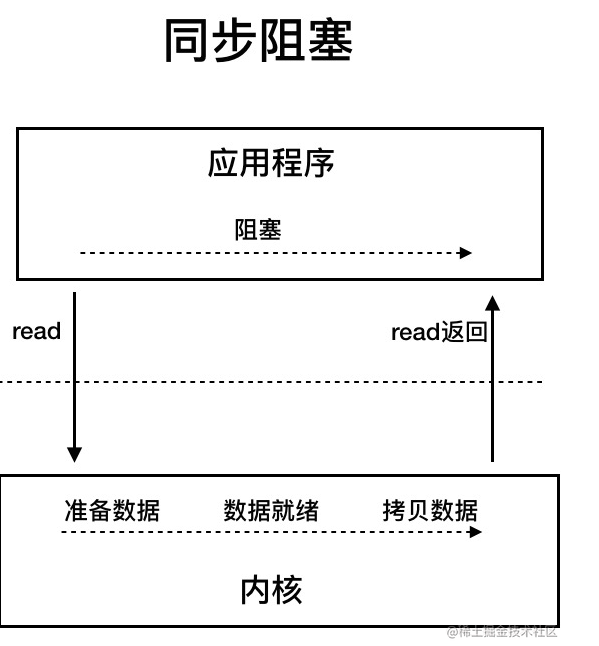 同步阻塞
应用程序
阻塞
read
read返回
准备数据 数据就绪 拷贝数据
内核
@稀土掘金技术社区